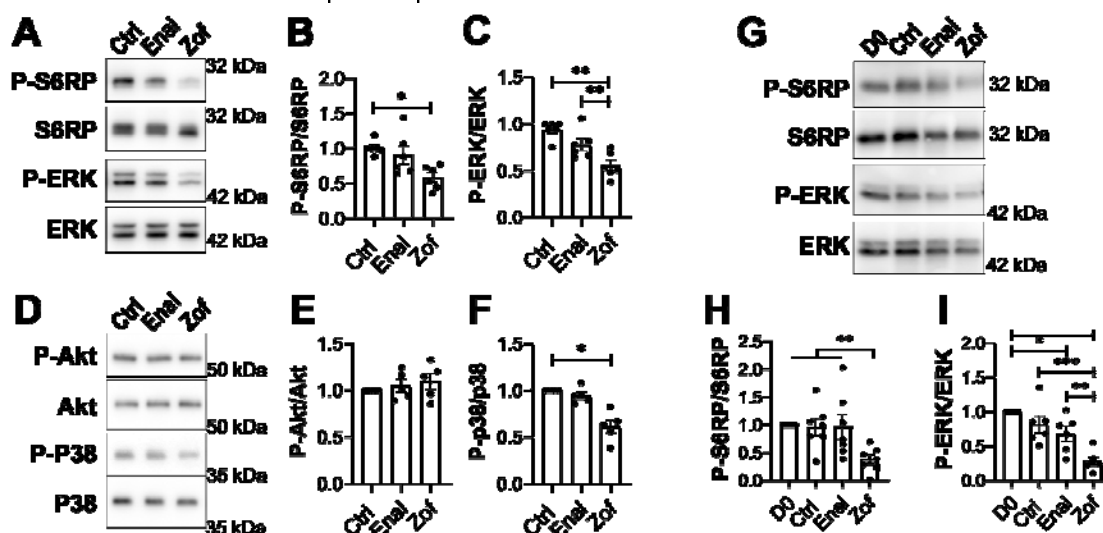 A
Ctrl Enal Zof
P-S6RP 32 kDa
S6RP 32 kDa
P-ERK 42 kDa
ERK 42 kDa
B
P-S6RP/S6RP
2.0
1.5
1.0
0.5
0.0
*
Ctrl Enal Zof
C
P-ERK/ERK
1.5
1.0
0.5
0.0
**
**
Ctrl Enal Zof
G
D0 Ctrl Enal Zof
P-S6RP 32 kDa
S6RP 32 kDa
P-ERK 42 kDa
ERK 42 kDa
D
Ctrl Enal Zof
P-Akt 50 kDa
Akt 50 kDa
P-P38 35 kDa
P38 35 kDa
E
P-Akt/Akt
1.5
1.0
0.5
0.0
Ctrl Enal Zof
F
P-p38/p38
1.5
1.0
0.5
0.0
*
Ctrl Enal Zof
H
P-S6RP/S6RP
2.5
2.0
1.5
1.0
0.5
0.0
**
D0 Ctrl Enal Zof
I
P-ERK/ERK
2.0
1.5
1.0
0.5
0.0
*
***
**
D0 Ctrl Enal Zof